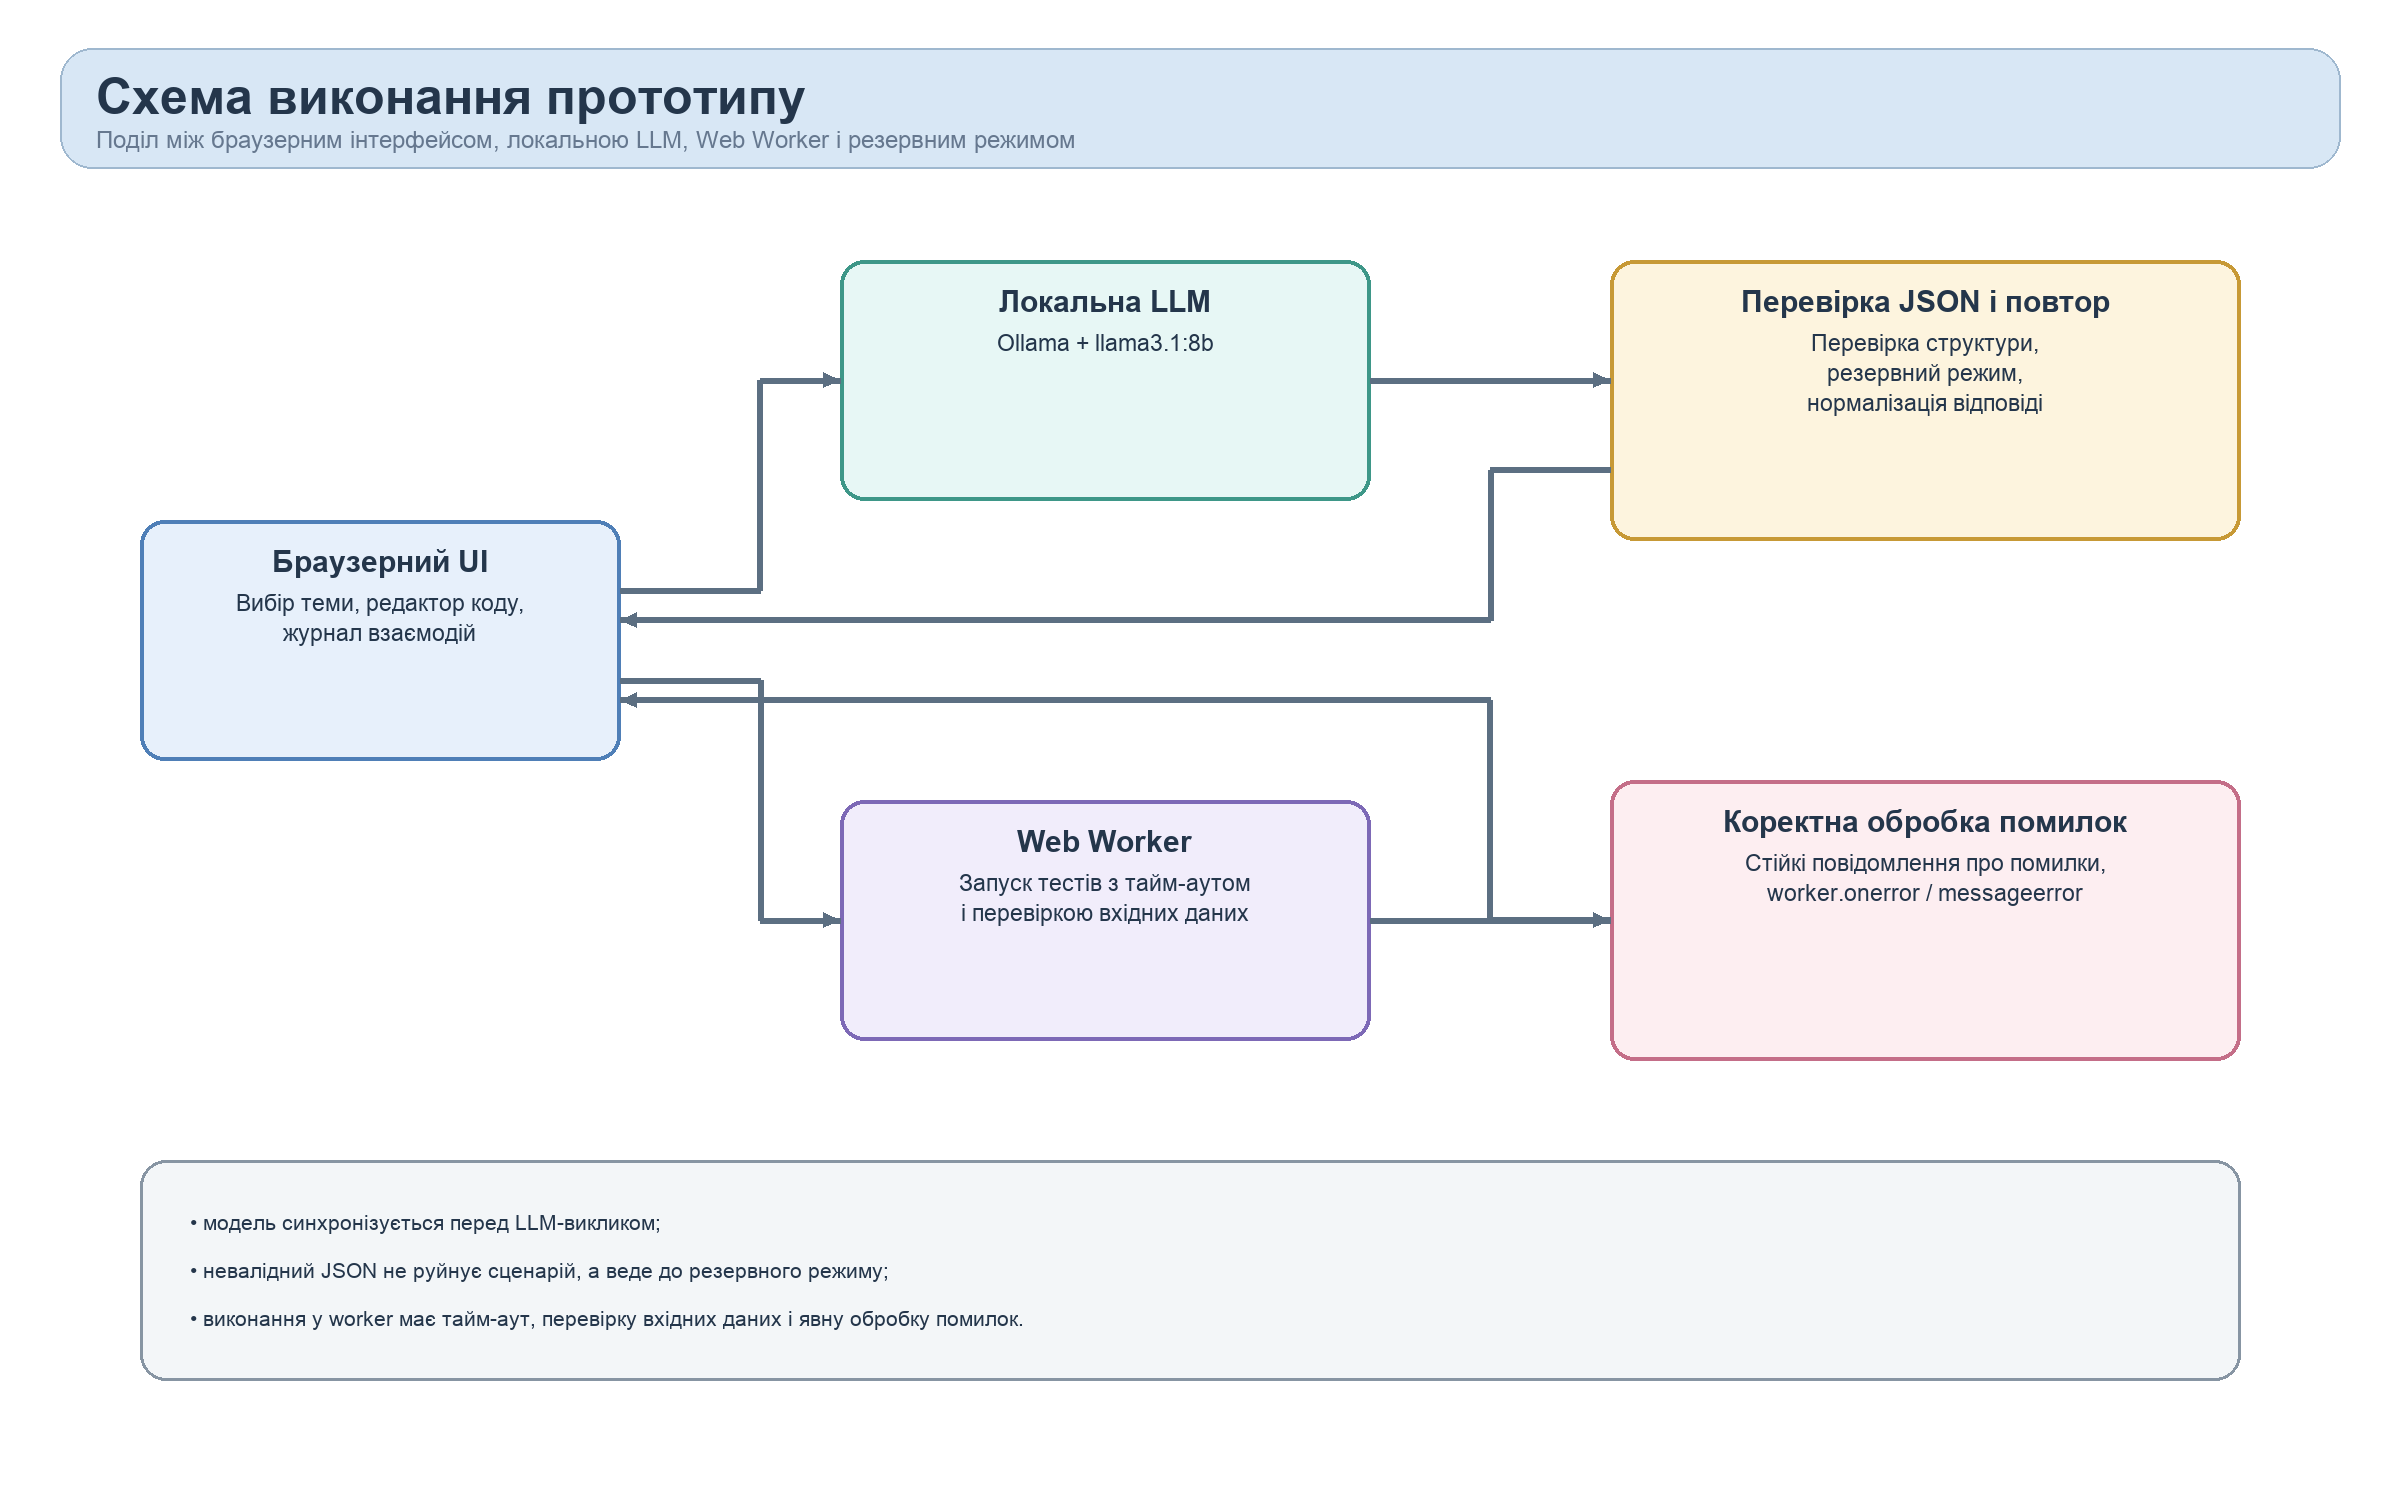 Схема виконання прототипу
Поділ між браузерним інтерфейсом, локальною LLM, Web Worker і резервним режимом
Локальна LLM
Ollama + llama3.1:8b
Перевірка JSON і повтор
Перевірка структури,
резервний режим,
нормалізація відповіді
Браузерний UI
Вибір теми, редактор коду,
журнал взаємодій
Web Worker
Запуск тестів з тайм-аутом
і перевіркою вхідних даних
Коректна обробка помилок
Стійкі повідомлення про помилки,
worker.onerror / messageerror
• модель синхронізується перед LLM-викликом;
• невалідний JSON не руйнує сценарій, а веде до резервного режиму;
• виконання у worker має тайм-аут, перевірку вхідних даних і явну обробку помилок.